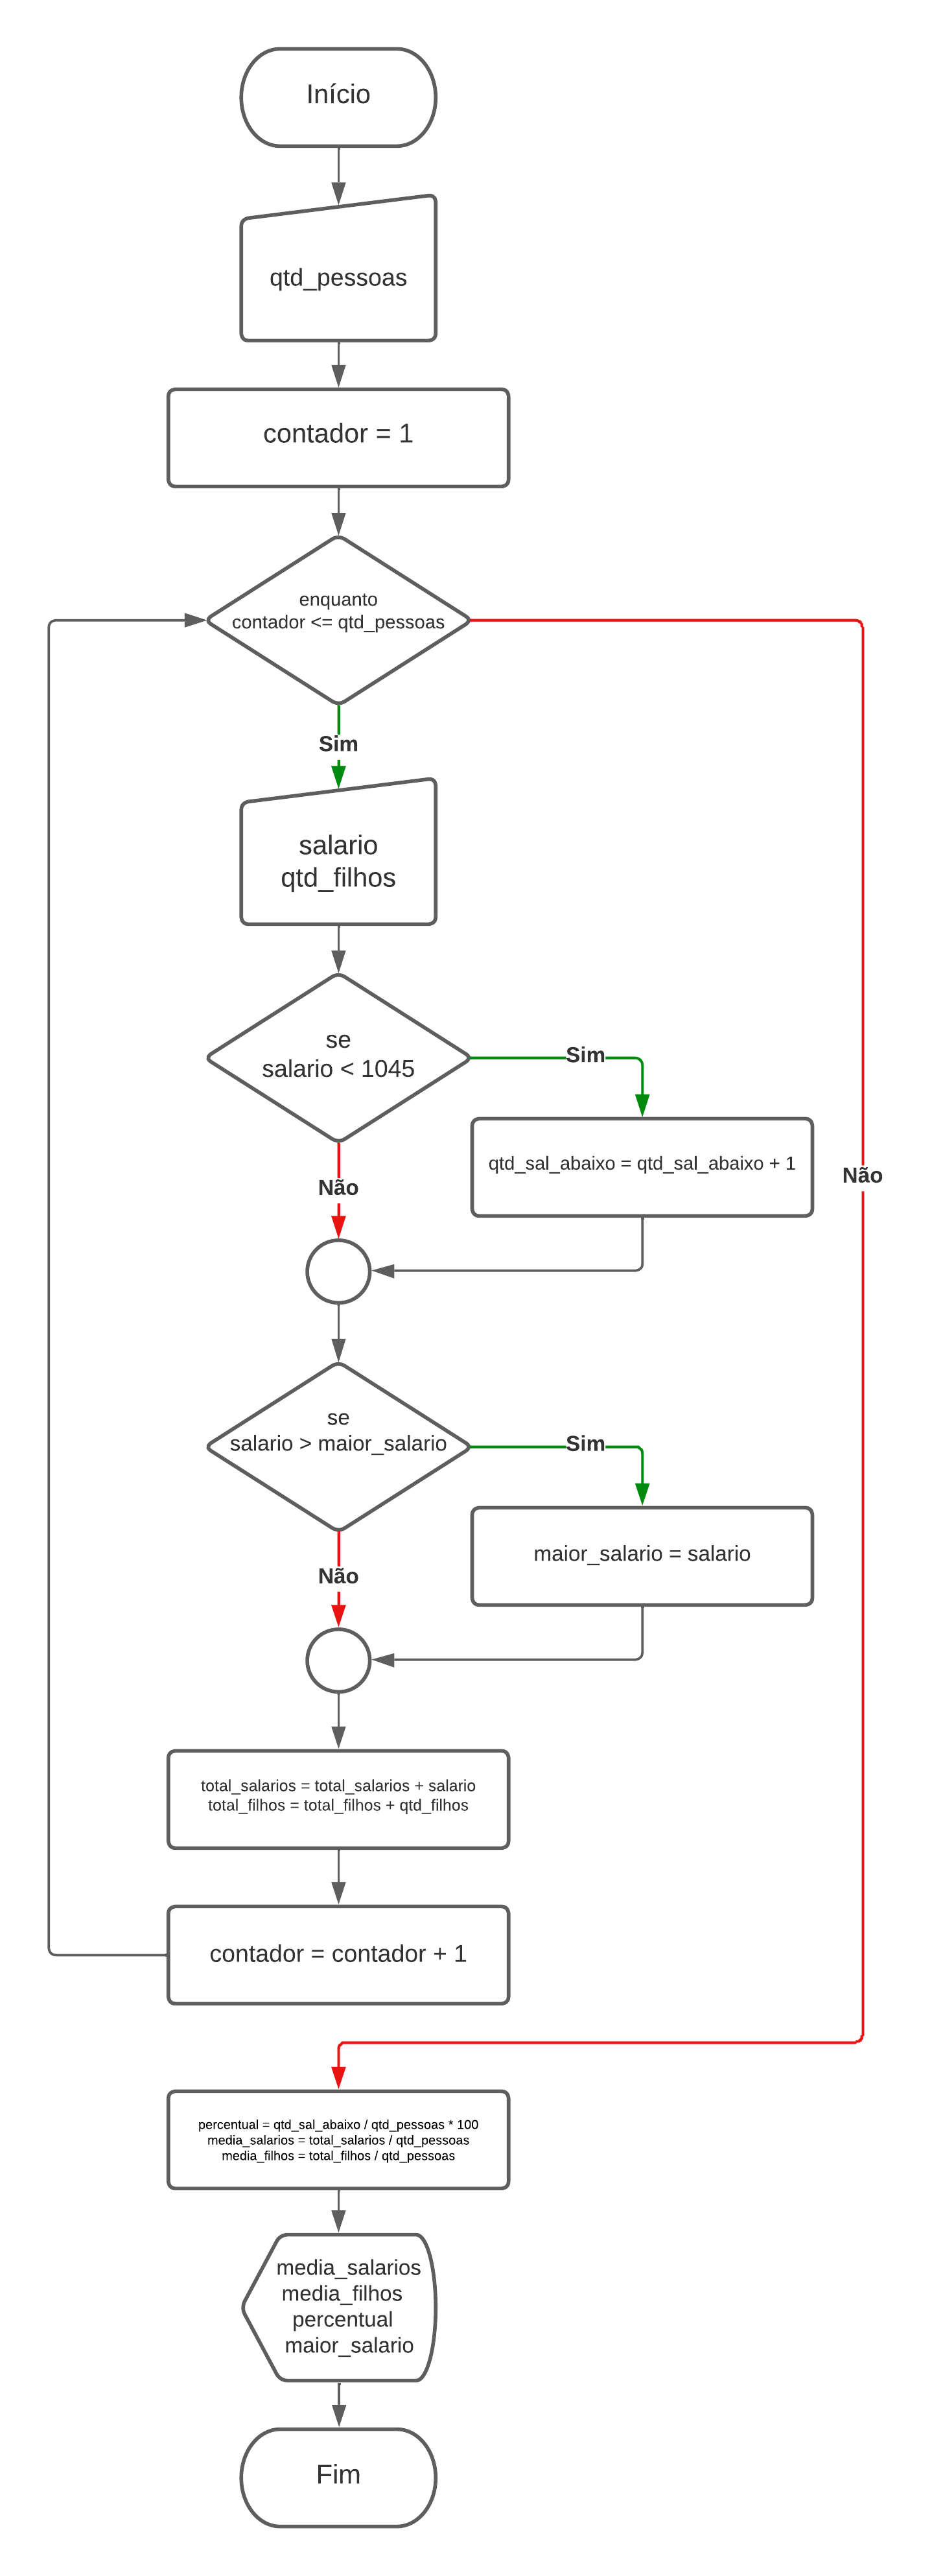 Início
qtd_pessoas
contador = 1
enquanto
contador <= qtd_pessoas
Sim
salario
qtd_filhos
se
salario < 1045
Sim
qtd_sal_abaixo = qtd_sal_abaixo + 1
Não
Não
se
salario > maior_salario
Sim
maior_salario = salario
Não
total_salarios = total_salarios + salario
total_filhos = total_filhos + qtd_filhos
contador = contador + 1
percentual = qtd_sal_abaixo / qtd_pessoas * 100
media_salarios = total_salarios / qtd_pessoas
media_filhos = total_filhos / qtd_pessoas
media_salarios
media_filhos
percentual
maior_salario
Fim